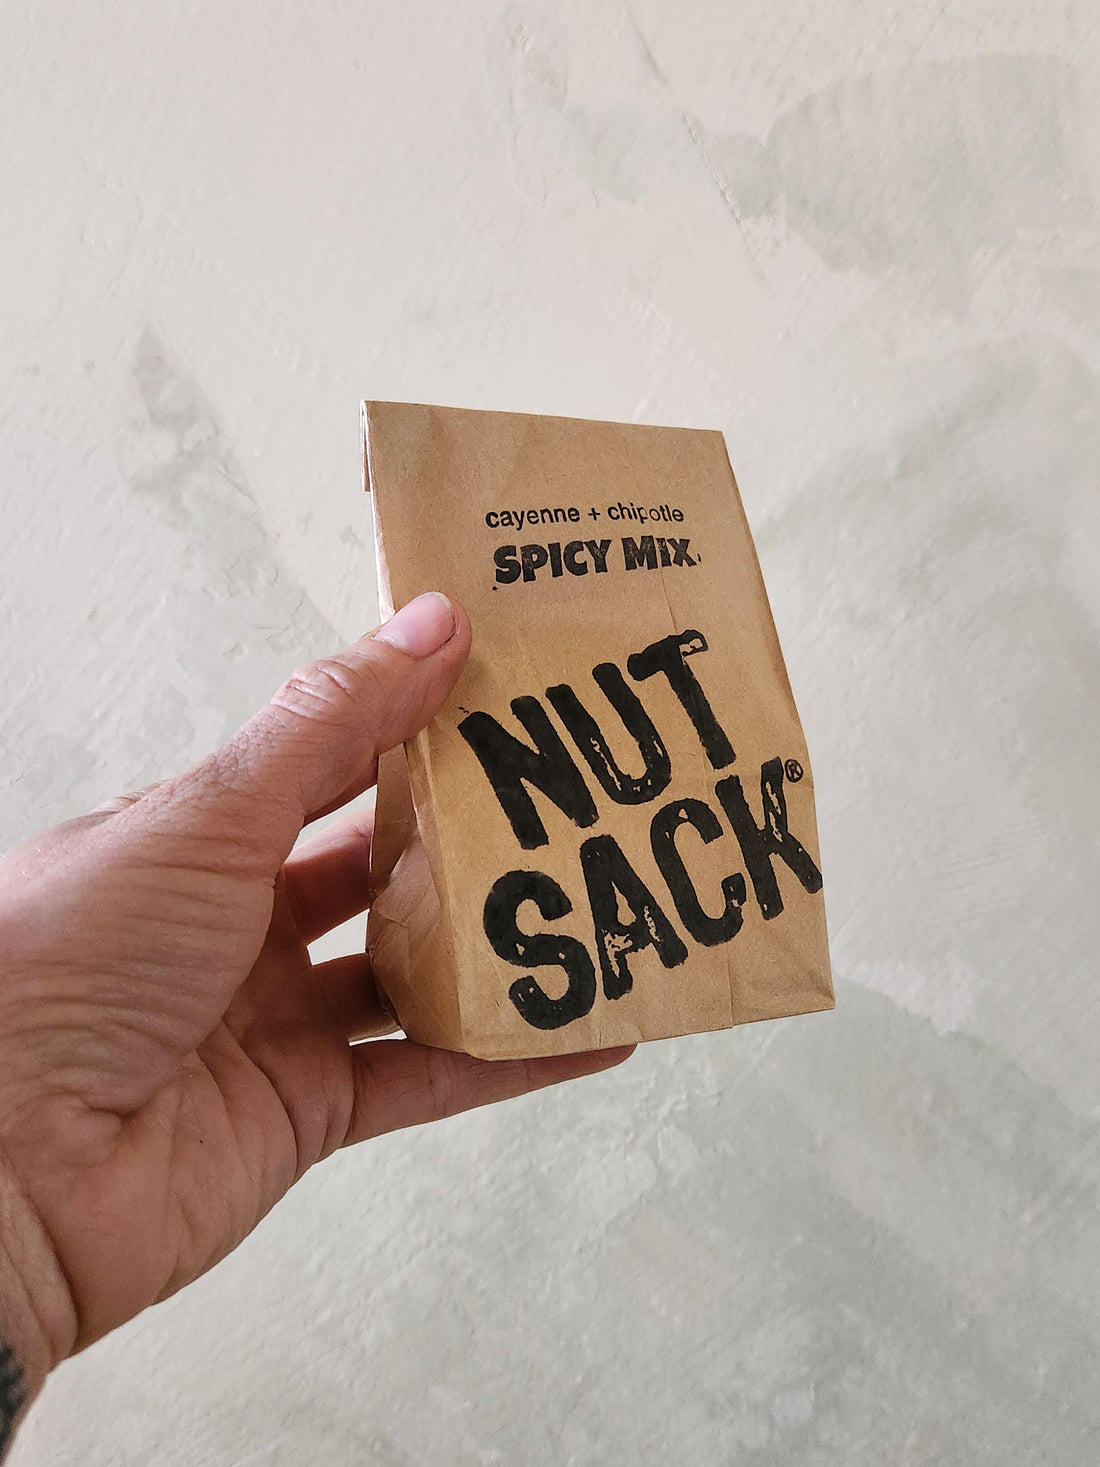 cayenne + chipotle
SPICY MIX
NUT
SACK®